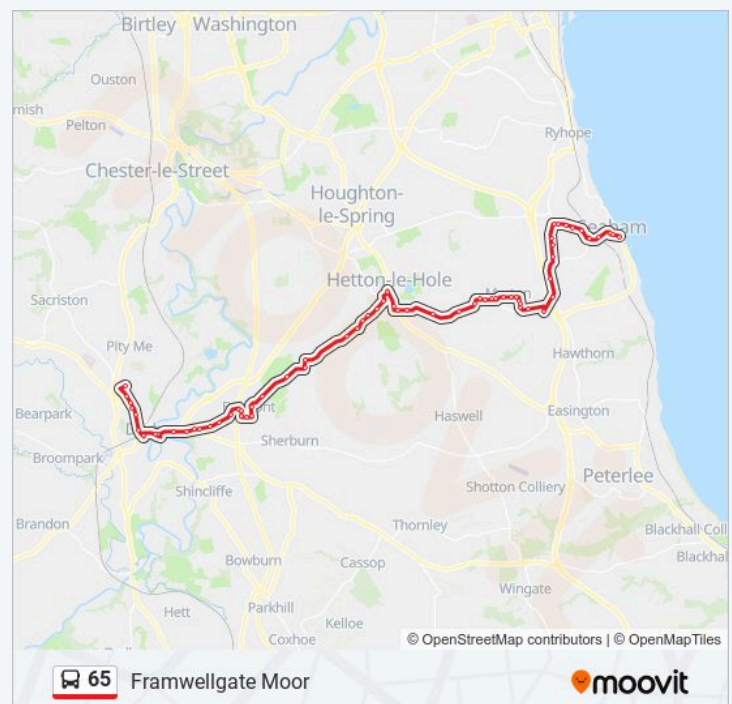 Birtley Washington
Ouston
mish
Pelton
Ryhope
Chester-le-Street
Houghton-
le-Spring
Seaham
Hetton-le-Hole
Sacriston
Pity Me
Hawthorn
Bearpark
Haswell
Easington
Broompark
Sherburn
Peterlee
Shincliffe
Shotton Colliery
Brandon
Thornley
Blackhall Coll
Bowburn
Cassop
Blackha
Wingate
Parkhill
Hett
Kelloe
Coxhoe
© OpenStreetMap contributors | © OpenMapTiles
65 Framwellgate Moor
moovit